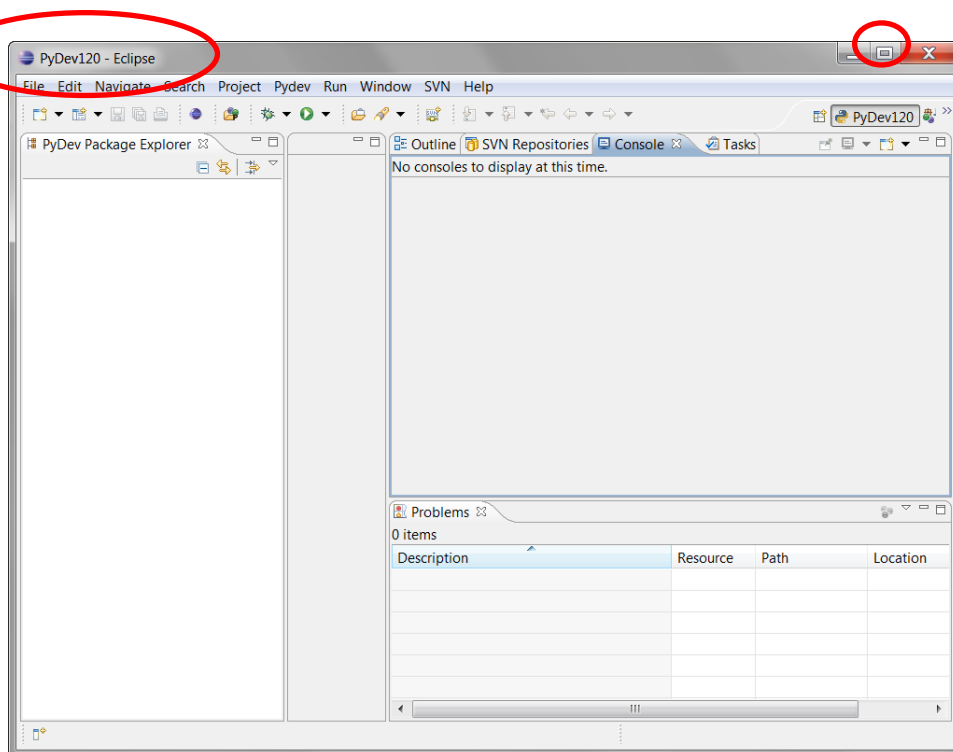 PyDev120 - Eclipse
File Edit Navigate Search Project Pydev Run Window SVN Help
PyDev120
PyDev Package Explorer
Outline SVN Repositories Console Tasks
No consoles to display at this time.
Problems
0 items
Description Resource Path Location